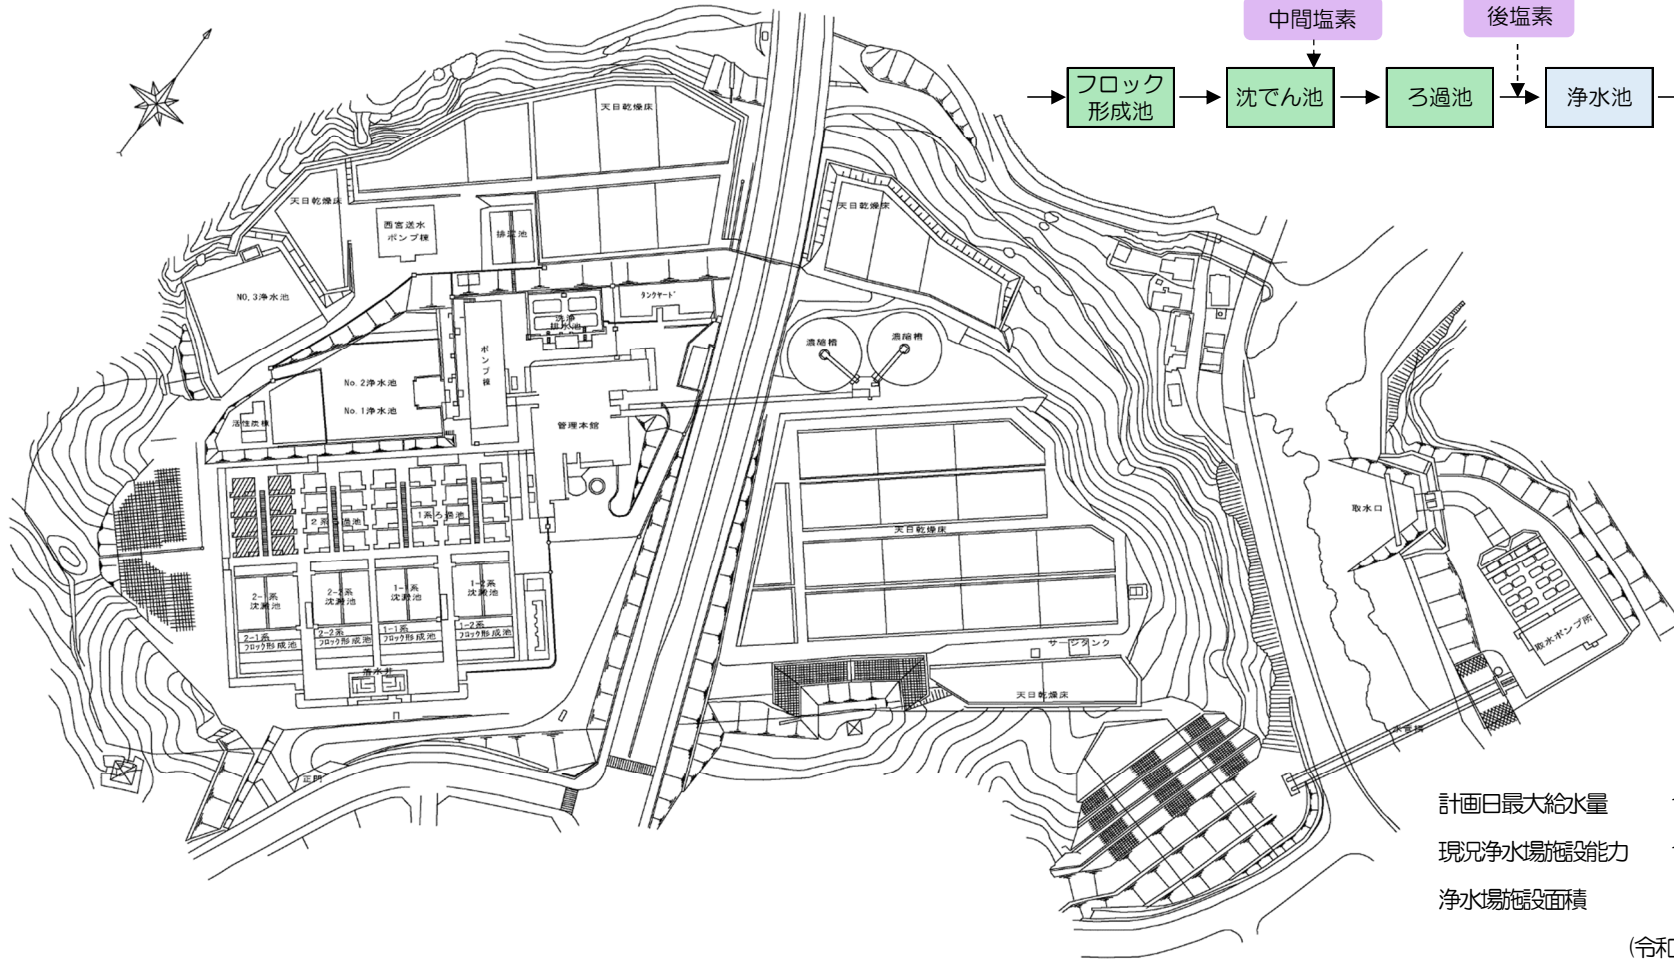 中間塩素
後塩素
フロック
形成池
沈でん池
ろ過池
浄水池
天日乾燥床
天日乾燥床
西宮送水
ポンプ棟
天日乾燥床
NO.3浄水池
タンクヤード
洗浄
排水池
ポンプ棟
濃縮槽
濃縮槽
No.2浄水池
No.1浄水池
活性炭棟
管理本館
取水口
2系ろ過池
1系ろ過池
天日乾燥床
2-1系
沈澱池
2-2系
沈澱池
1-1系
沈澱池
1-2系
沈澱池
2-1系
フロック形成池
2-2系
フロック形成池
1-1系
フロック形成池
1-2系
フロック形成池
取水ポンプ所
サージタンク
着水井
天日乾燥床
水管橋
正門
計画日最大給水量
現況浄水場施設能力
浄水場施設面積
(令和